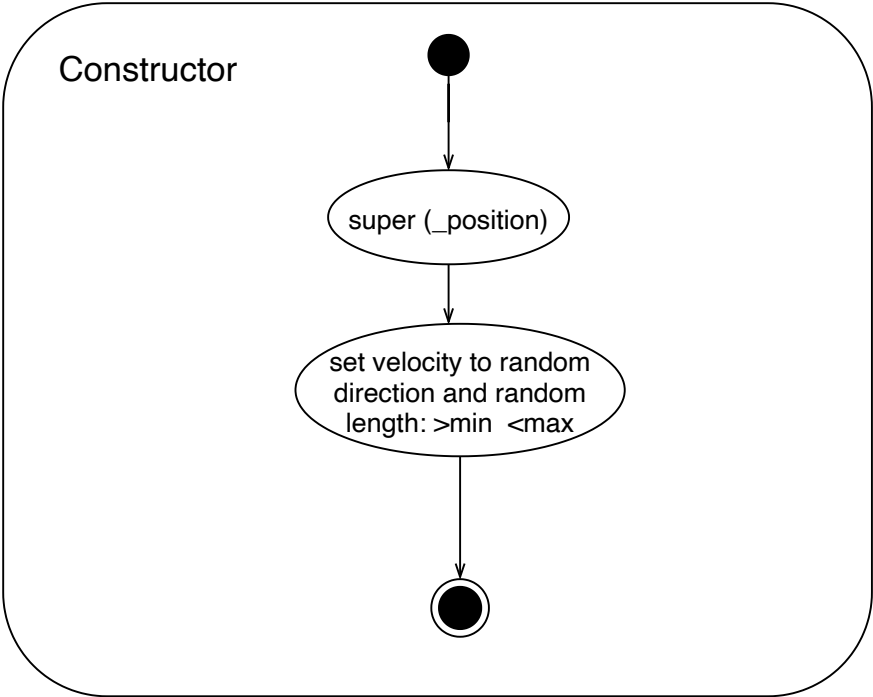 Constructor
super (_position)
set velocity to random
direction and random
length: >min  <max